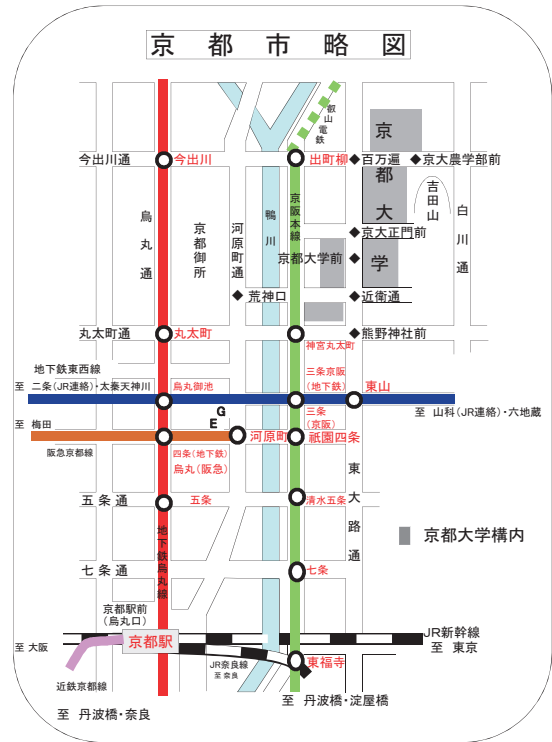 京都市略図
叡山電鉄
今出川通
今出川
出町柳
◆百万遍
◆京大農学部前
京都大学
吉田山
白川通
烏丸通
京都御所
河原町通
鴨川
京阪本線
◆京大正門前
京都大学前◆
◆荒神口
◆近衛通
丸太町通
丸太町
神宮丸太町
◆熊野神社前
地下鉄東西線
至 二条(JR連絡)・太秦天神川
烏丸御池
三条京阪
(地下鉄)
東山
至 山科(JR連絡)・六地蔵
至 梅田
G
E
三条
(京阪)
河原町
祇園四条
阪急京都線
四条(地下鉄)
烏丸(阪急)
東大路通
五条通
五条
清水五条
京都大学構内
地下鉄烏丸線
七条通
七条
京都駅前
(烏丸口)
京都駅
JR新幹線
至 東京
至 大阪
JR奈良線
至 奈良
東福寺
近鉄京都線
至 丹波橋・奈良
至 丹波橋・淀屋橋